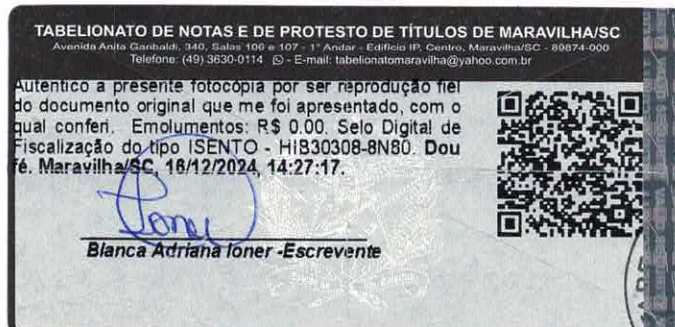 TABELIONATO DE NOTAS E DE PROTESTO DE TÍTULOS DE MARAVILHA/SC
Avenida Anita Garibaldi, 340, Salas 106 e 107 - 1° Andar - Edifício IP, Centro, Maravilha/SC - 89874-000
Telefone: (49) 3630-0114 - E-mail: tabelionatomaravilha@yahoo.com.br
Autentico a presente fotocópia por ser reprodução fiel
do documento original que me foi apresentado, com o
qual conferi. Emolumentos: R$ 0.00. Selo Digital de
Fiscalização do tipo ISENTO - HIB30308-8N80. Dou
fé. Maravilha/SC, 16/12/2024, 14:27:17.
Ioner
Bianca Adriana Ioner -Escrevente